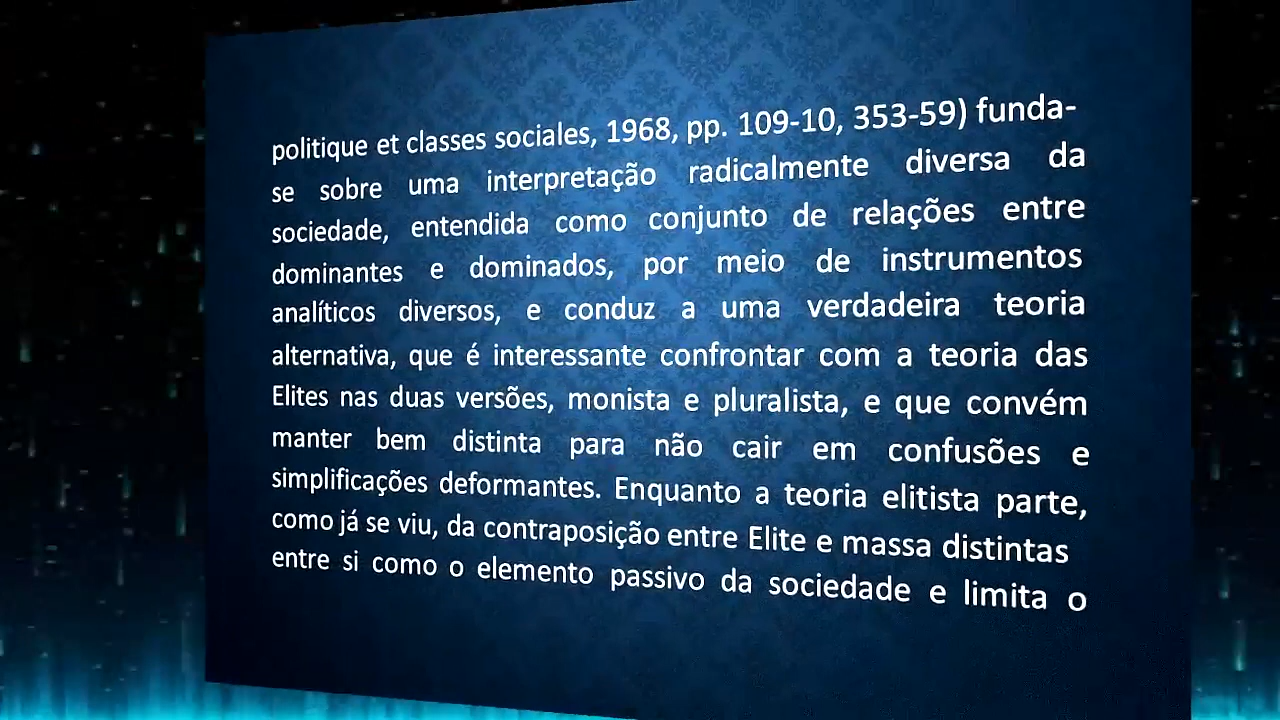 politique et classes sociales, 1968, pp. 109-10, 353-59) funda-
se sobre uma interpretação radicalmente diversa da
sociedade, entendida como conjunto de relações entre
dominantes e dominados, por meio de instrumentos
analíticos diversos, e conduz a uma verdadeira teoria
alternativa, que é interessante confrontar com a teoria das
Elites nas duas versões, monista e pluralista, e que convém
manter bem distinta para não cair em confusões e
simplificações deformantes. Enquanto a teoria elitista parte,
como já se viu, da contraposição entre Elite e massa distintas
entre si como o elemento passivo da sociedade e limita o